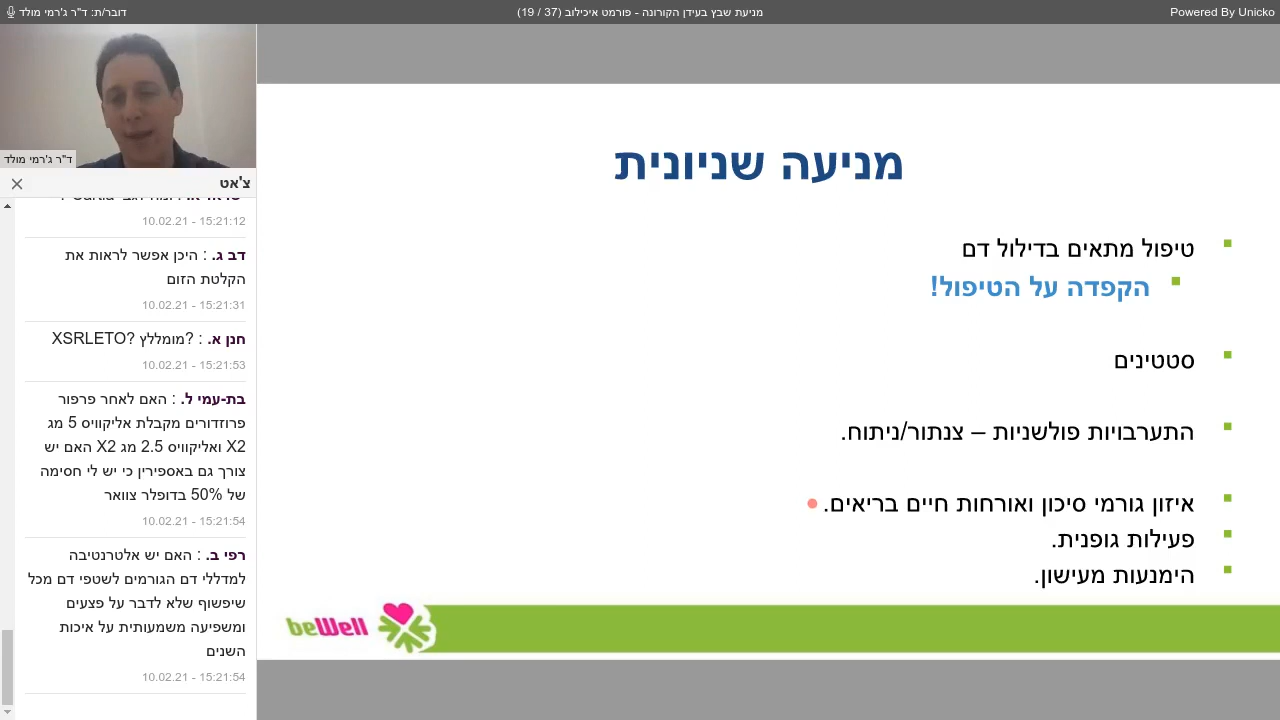 דובר/ת: ד"ר ג'רמי מולד
מניעת שבץ בעידן הקורונה - פורמט איכילוב (37 / 19)
Powered By Unicko
ד"ר ג'רמי מולד
צ'אט
10.02.21 - 15:21:12
דב ג. : היכן אפשר לראות את
הקלטת הזום
10.02.21 - 15:21:31
חנן א. : ?מומללץ ?XSRLETO
10.02.21 - 15:21:53
בת-עמי ל. : האם לאחר פרפור
פרוזדורים מקבלת אליקוויס 5 מג
X2 ואליקוויס 2.5 מג X2 האם יש
צורך גם באספירין כי יש לי חסימה
של 50% בדופלר צוואר
10.02.21 - 15:21:54
רפי ב. : האם יש אלטרנטיבה
למדללי דם הגורמים לשטפי דם מכל
שיפשוף שלא לדבר על פצעים
ומשפיעה משמעותית על איכות
השנים
10.02.21 - 15:21:54
מניעה שניונית
טיפול מתאים בדילול דם
הקפדה על הטיפול!
סטטינים
התערבויות פולשניות – צנתור/ניתוח.
איזון גורמי סיכון ואורחות חיים בריאים.
פעילות גופנית.
הימנעות מעישון.
beWell